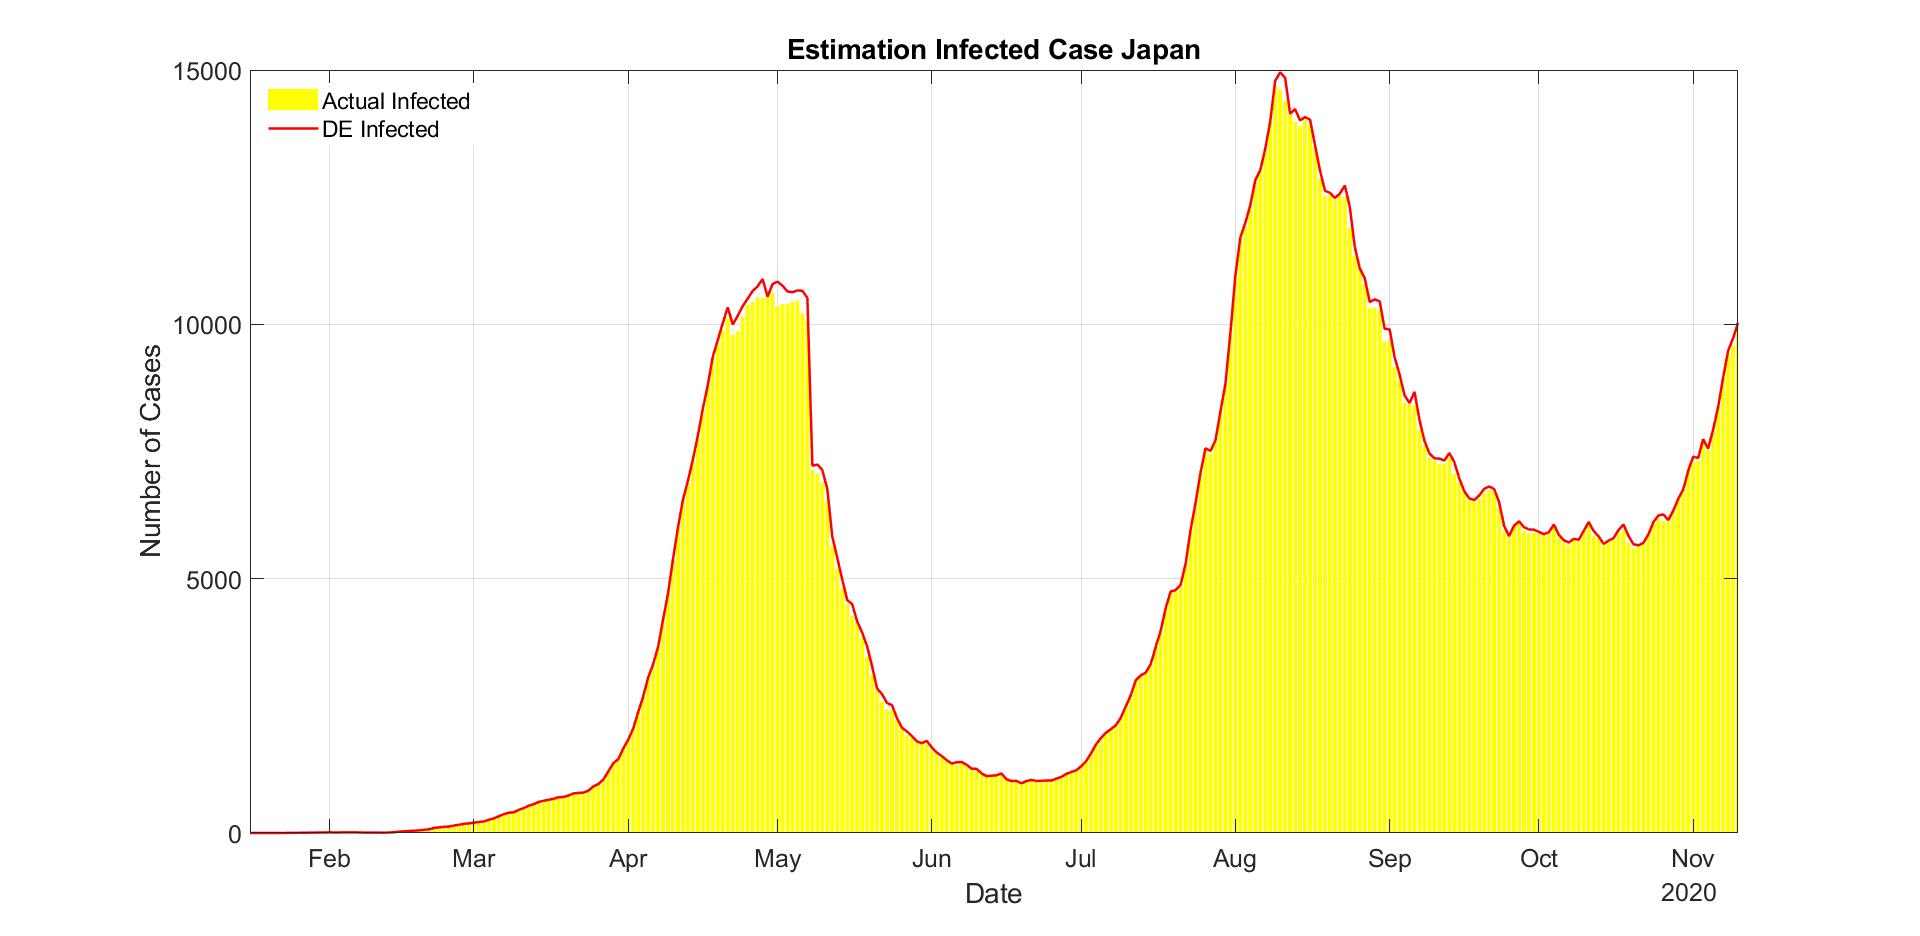 Estimation Infected Case Japan
15000
10000
5000
0
Number of Cases
Actual Infected
DE Infected
Feb Mar Apr May Jun Jul Aug Sep Oct Nov
2020
Date